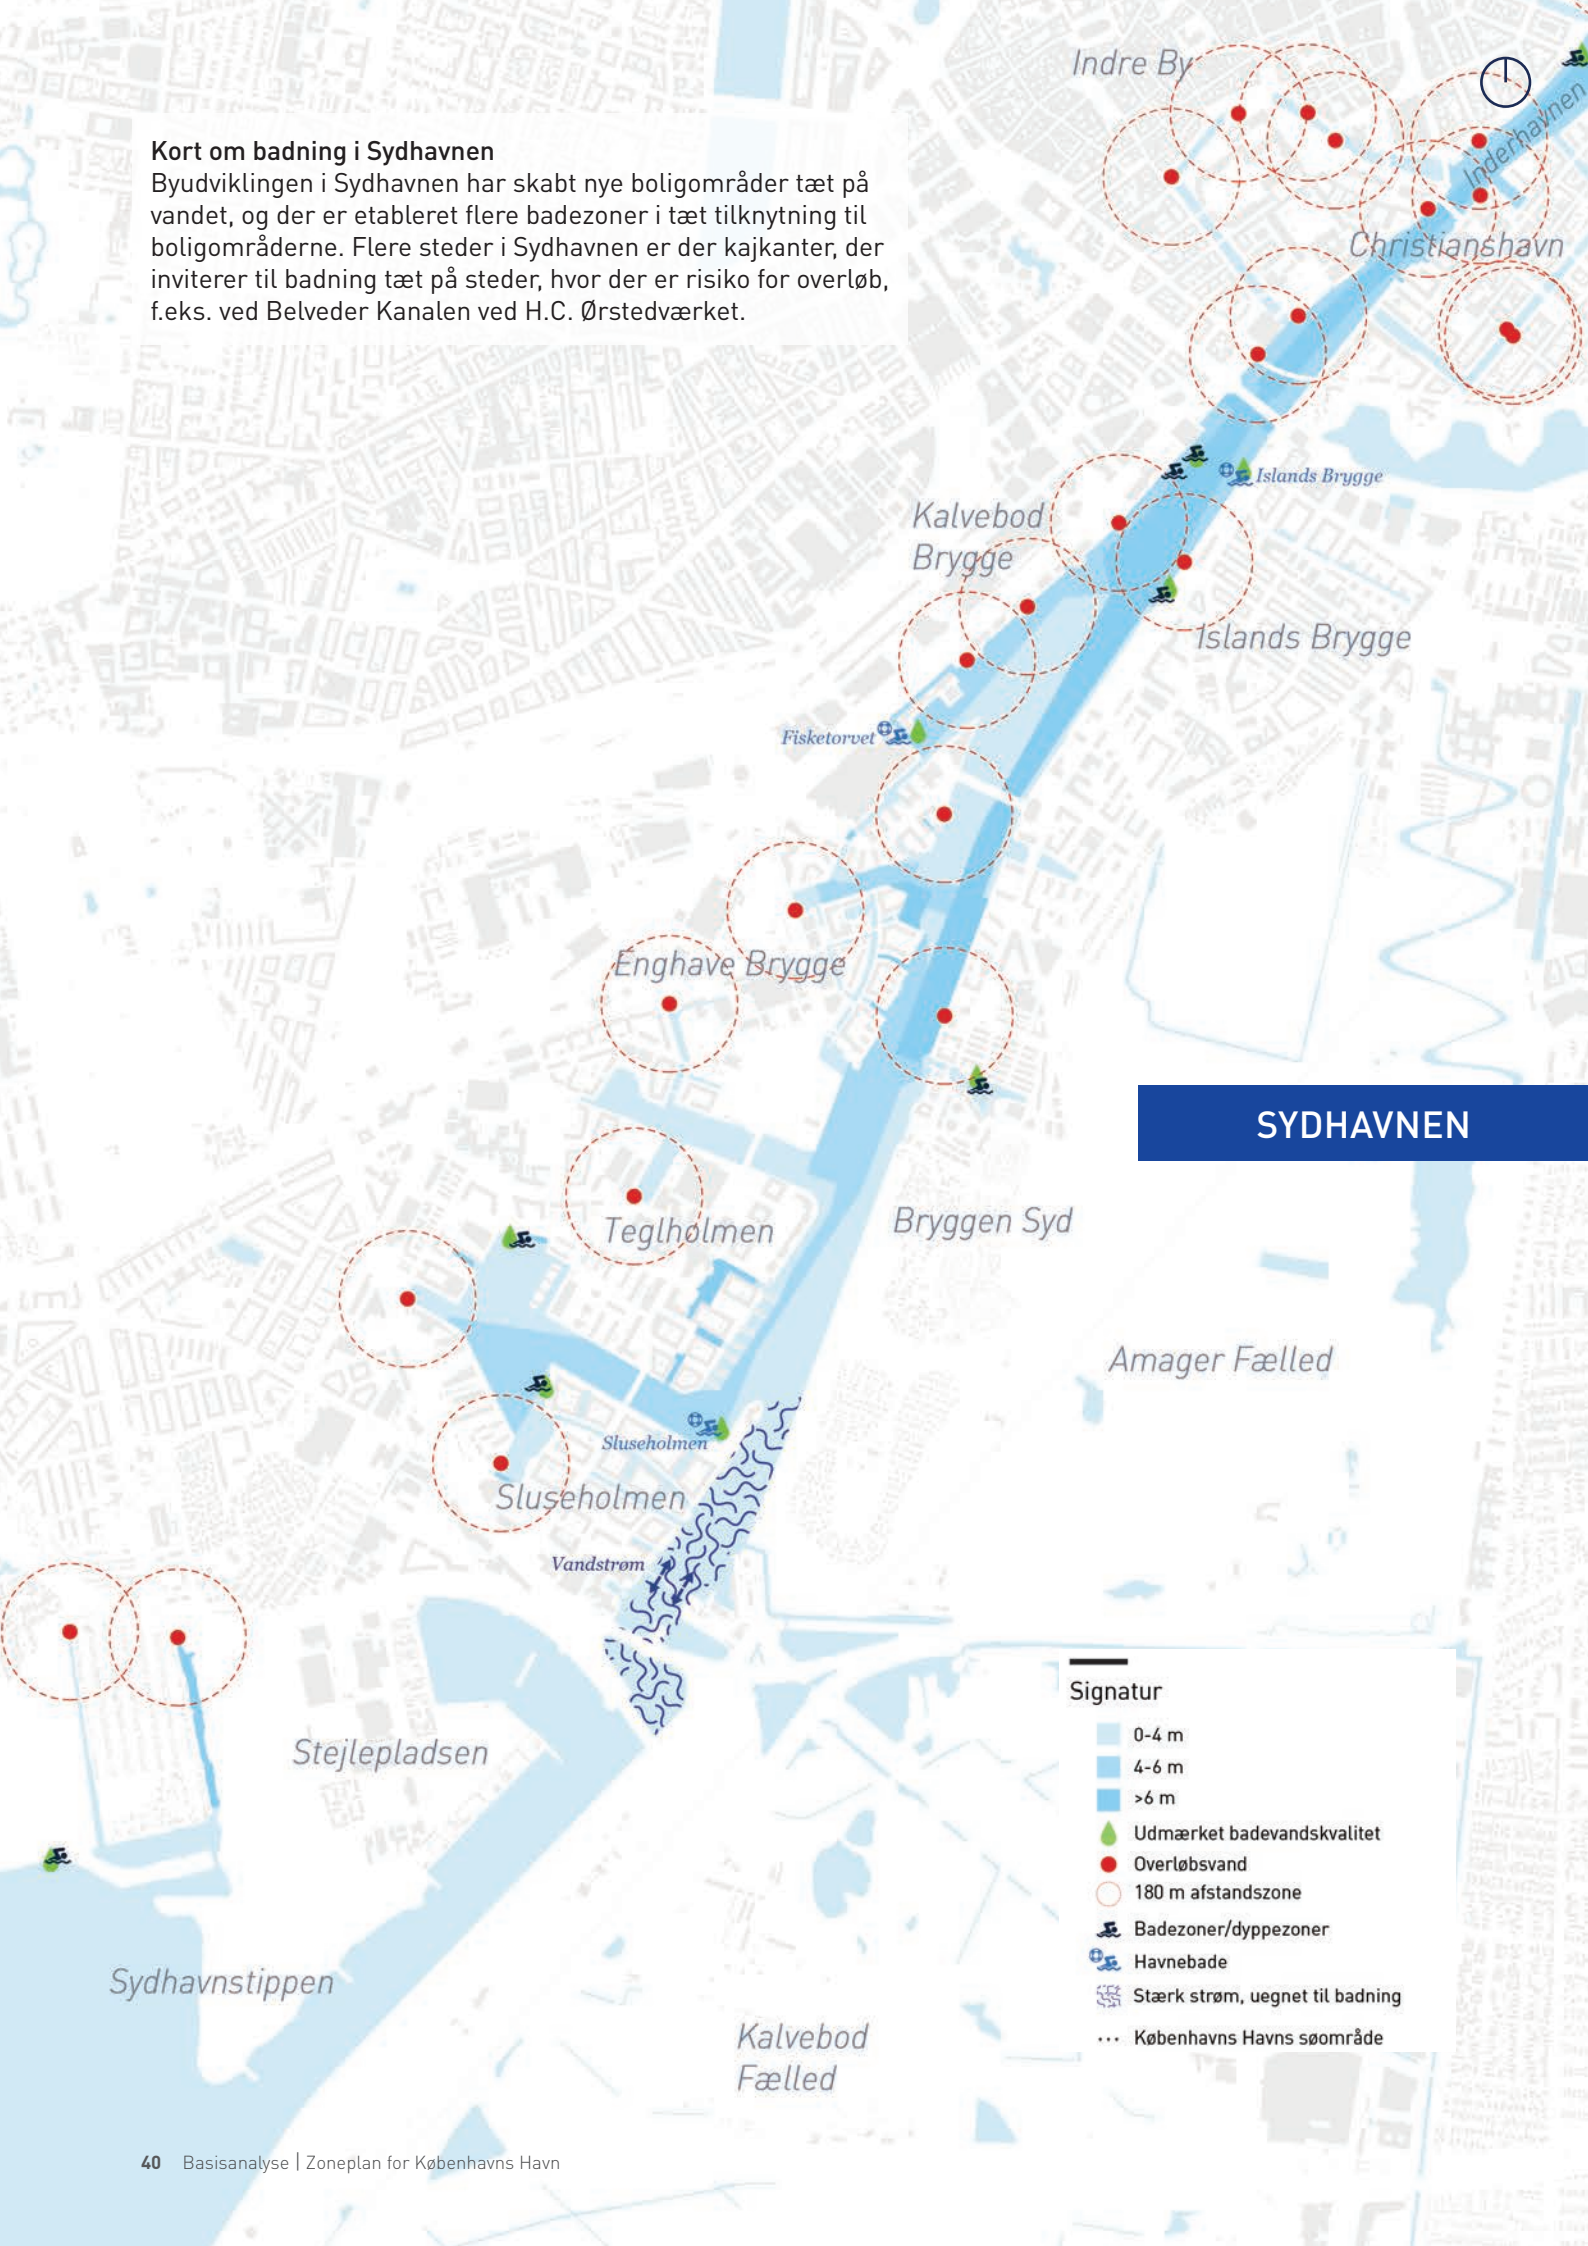 Indre By
Inderhavnen
Kort om badning i Sydhavnen
Byudviklingen i Sydhavnen har skabt nye boligområder tæt på
vandet, og der er etableret flere badezoner i tæt tilknytning til
boligområderne. Flere steder i Sydhavnen er der kajkanter, der
inviterer til badning tæt på steder, hvor der er risiko for overløb,
f.eks. ved Belveder Kanalen ved H.C. Ørstedværket.
Christianshavn
Islands Brygge
Kalvebod
Brygge
Islands Brygge
Fisketorvet
Enghave Brygge
SYDHAVNEN
Teglholmen
Bryggen Syd
Amager Fælled
Sluseholmen
Sluseholmen
Vandstrøm
Stejlepladsen
Signatur
0-4 m
4-6 m
>6 m
Udmærket badevandskvalitet
Overløbsvand
180 m afstandszone
Badezoner/dyppezoner
Havnebade
Stærk strøm, uegnet til badning
Københavns Havns søområde
Sydhavnstippen
Kalvebod
Fælled
40 Basisanalyse | Zoneplan for Københavns Havn